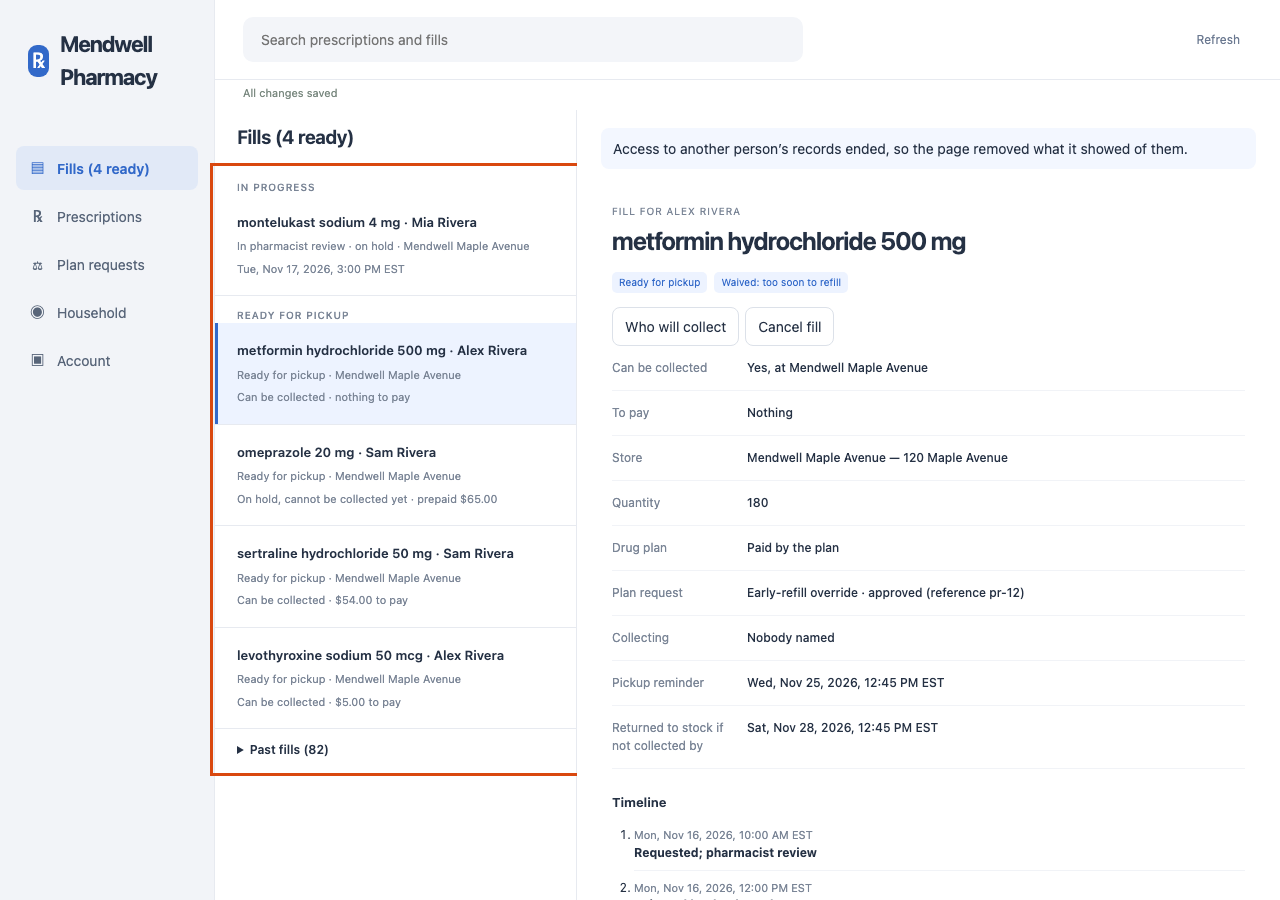 Mendwell
Pharmacy
Fills (4 ready)
Prescriptions
Plan requests
Household
Account
Search prescriptions and fills
Refresh
All changes saved
Fills (4 ready)
IN PROGRESS
montelukast sodium 4 mg · Mia Rivera
In pharmacist review · on hold · Mendwell Maple Avenue
Tue, Nov 17, 2026, 3:00 PM EST
READY FOR PICKUP
metformin hydrochloride 500 mg · Alex Rivera
Ready for pickup · Mendwell Maple Avenue
Can be collected · nothing to pay
omeprazole 20 mg · Sam Rivera
Ready for pickup · Mendwell Maple Avenue
On hold, cannot be collected yet · prepaid $65.00
sertraline hydrochloride 50 mg · Sam Rivera
Ready for pickup · Mendwell Maple Avenue
Can be collected · $54.00 to pay
levothyroxine sodium 50 mcg · Alex Rivera
Ready for pickup · Mendwell Maple Avenue
Can be collected · $5.00 to pay
Past fills (82)
Access to another person’s records ended, so the page removed what it showed of them.
FILL FOR ALEX RIVERA
metformin hydrochloride 500 mg
Ready for pickup
Waived: too soon to refill
Who will collect
Cancel fill
Can be collected
Yes, at Mendwell Maple Avenue
To pay
Nothing
Store
Mendwell Maple Avenue — 120 Maple Avenue
Quantity
180
Drug plan
Paid by the plan
Plan request
Early-refill override · approved (reference pr-12)
Collecting
Nobody named
Pickup reminder
Wed, Nov 25, 2026, 12:45 PM EST
Returned to stock if
not collected by
Sat, Nov 28, 2026, 12:45 PM EST
Timeline
1. Mon, Nov 16, 2026, 10:00 AM EST
Requested; pharmacist review
2. Mon, Nov 16, 2026, 12:00 PM EST